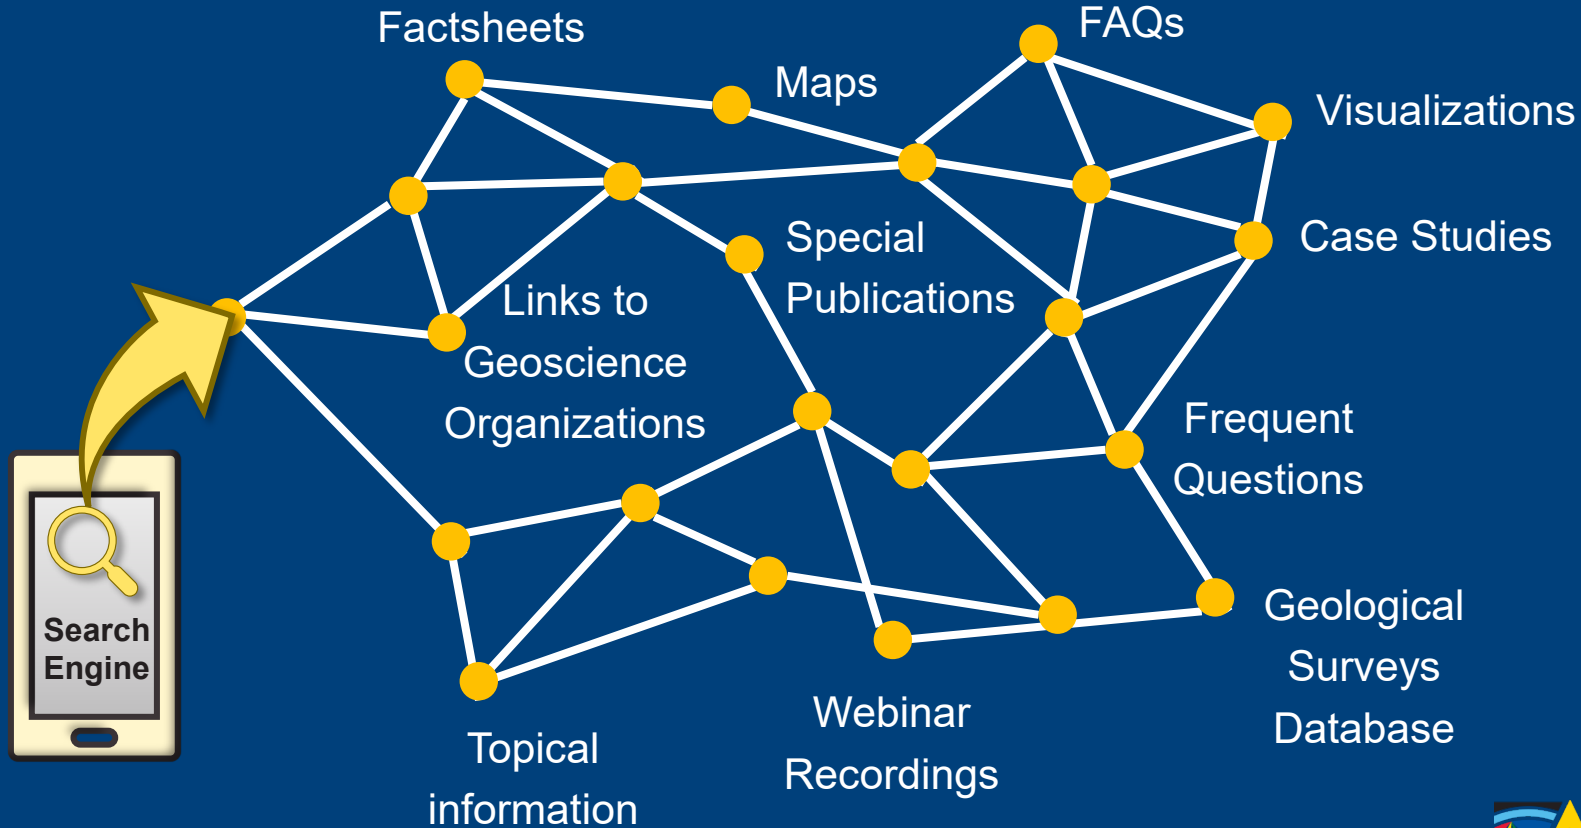 Factsheets
FAQs
Maps
Visualizations
Special
Publications
Case Studies
Links to
Geoscience
Organizations
Frequent
Questions
Search
Engine
Geological
Surveys
Database
Webinar
Recordings
Topical
information